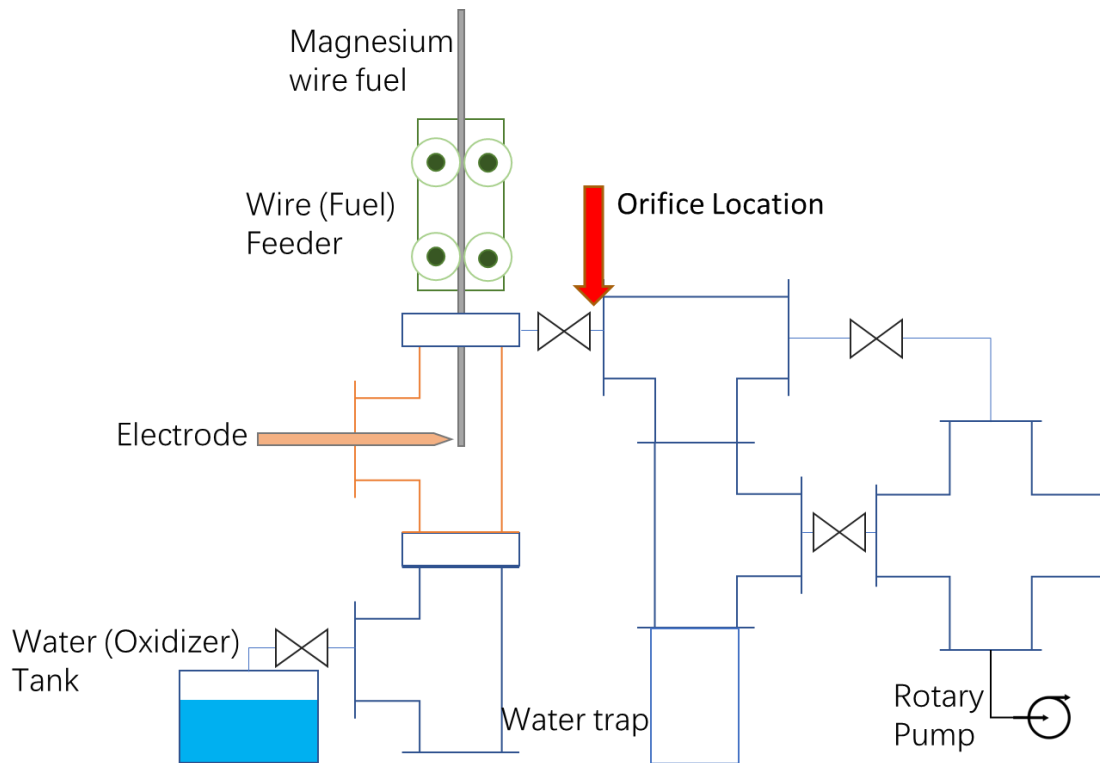 Magnesium
wire fuel
Wire (Fuel)
Feeder
Orifice Location
Electrode
Water (Oxidizer)
Tank
Water trap
Rotary
Pump